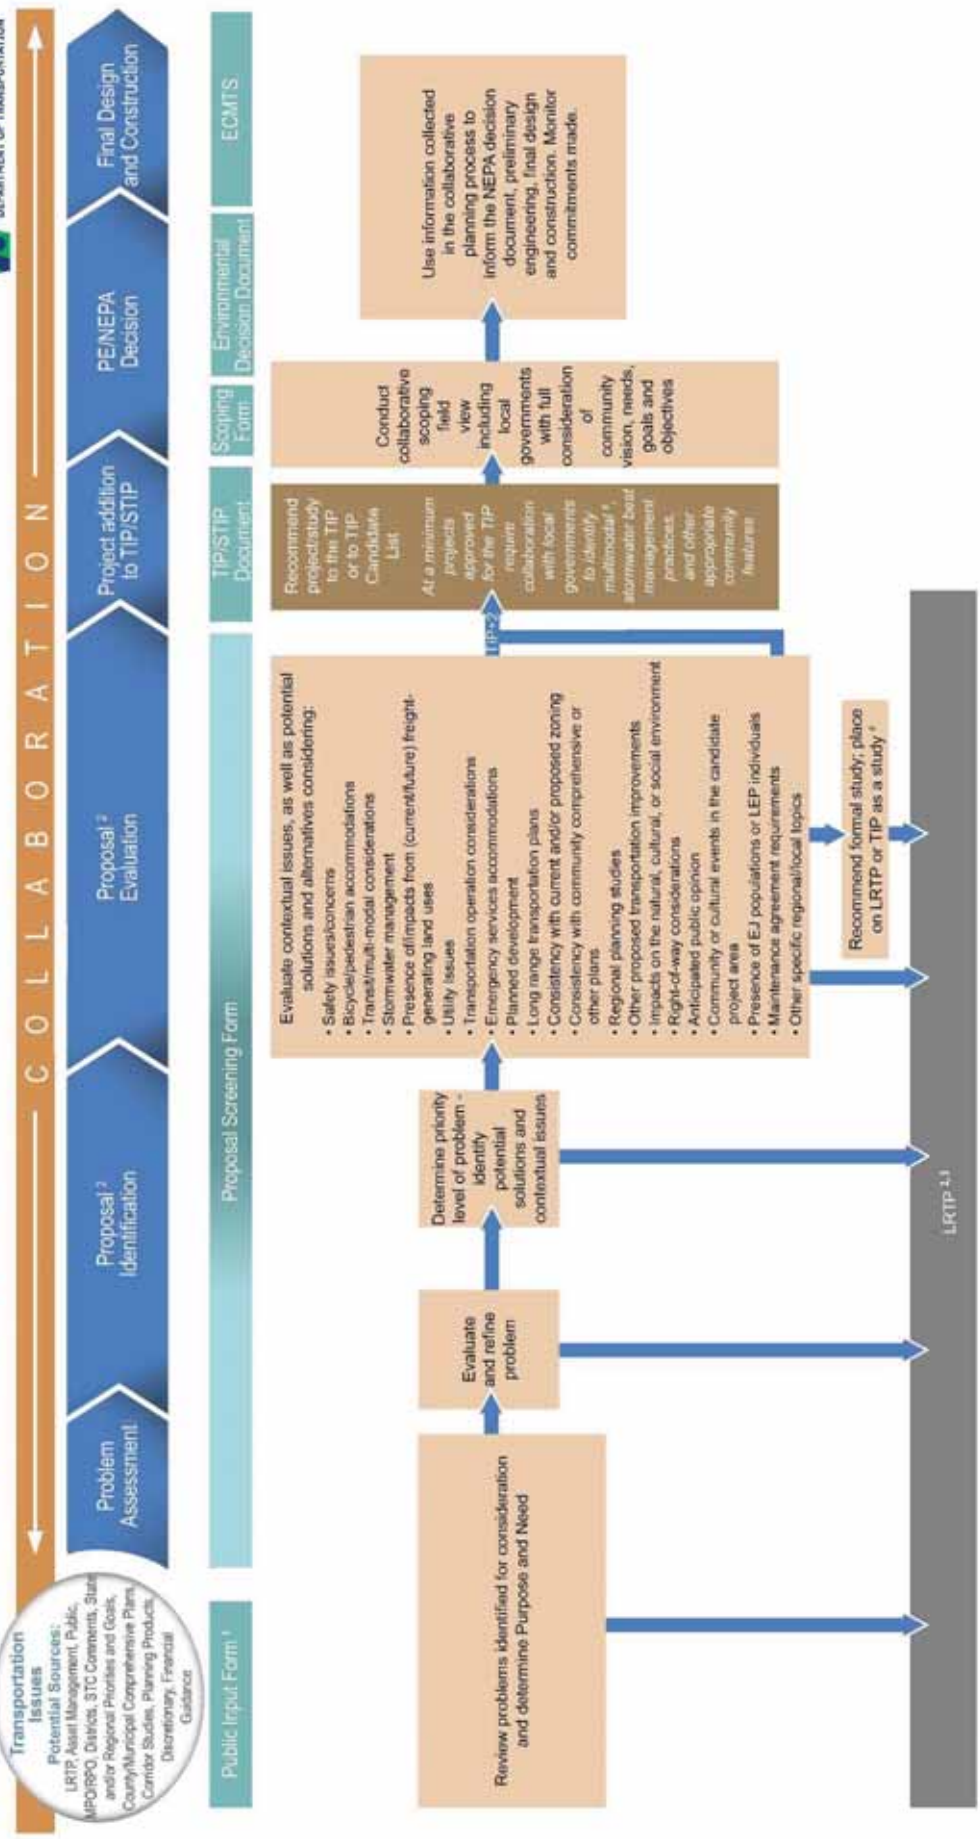 DEPARTMENT OF TRANSPORTATION
COLLABORATION
Transportation
Issues
Potential Sources:
LRTP, Asset Management, Public,
MPO/RPO, Districts, STC Comments, State
and/or Regional Priorities and Goals,
County/Municipal Comprehensive Plans,
Corridor Studies, Planning Products,
Discretionary, Financial
Guidance
Problem
Assessment
Proposal
Identification
Proposal ²
Evaluation
Project addition
to TIP/STIP
PE/NEPA
Decision
Final Design
and Construction
Public Input Form
Proposal Screening Form
TIP/STIP
Document
Scoping
Form
Environmental
Decision Document
ECMTS
Review problems identified for consideration
and determine Purpose and Need
Evaluate
and refine
problem
Determine priority
level of problem -
identify
potential
solutions and
contextual issues
Evaluate contextual issues, as well as potential
solutions and alternatives considering:
• Safety issues/concerns
• Bicycle/pedestrian accommodations
• Transit/multi-modal considerations
• Stormwater management
• Presence of/impacts from (current/future) freight-
generating land uses
• Utility issues
• Transportation operation considerations
• Emergency services accommodations
• Planned development
• Long range transportation plans
• Consistency with current and/or proposed zoning
• Consistency with community comprehensive or
other plans
• Regional planning studies
• Other proposed transportation improvements
• Impacts on the natural, cultural, or social environment
• Right-of-way considerations
• Anticipated public opinion
• Community or cultural events in the candidate
project area
• Presence of EJ populations or LEP individuals
• Maintenance agreement requirements
• Other specific regional/local topics
TIP+2
Recommend
project/study
to the TIP
or to TIP
Candidate
List
At a minimum
projects
approved
for the TIP
require
collaboration
with local
governments
to identify
multimodal
stormwater best
management
practices,
and other
appropriate
community
features
Conduct
collaborative
scoping
field
view
including
local
governments
with full
consideration
of
community
vision, needs,
goals and
objectives
Use information collected
in the collaborative
planning process to
inform the NEPA decision
document, preliminary
engineering, final design
and construction. Monitor
commitments made.
Recommend formal study; place
on LRTP or TIP as a study
LRTP